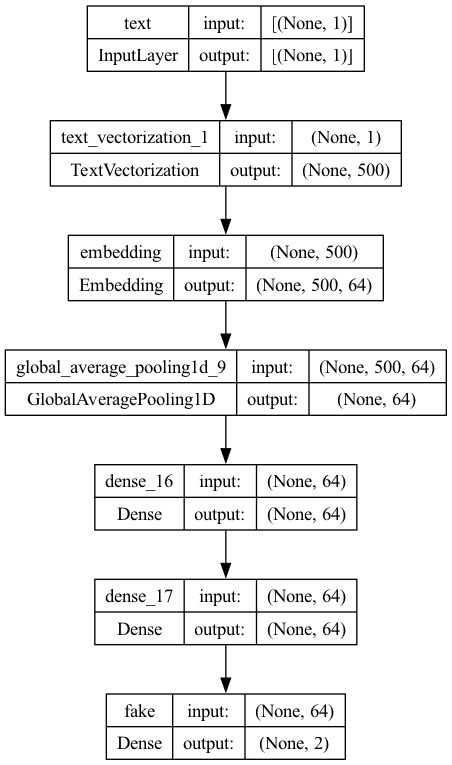 text input: [(None, 1)]
InputLayer output: [(None, 1)]
text_vectorization_1 input: (None, 1)
TextVectorization output: (None, 500)
embedding input: (None, 500)
Embedding output: (None, 500, 64)
global_average_pooling1d_9 input: (None, 500, 64)
GlobalAveragePooling1D output: (None, 64)
dense_16 input: (None, 64)
Dense output: (None, 64)
dense_17 input: (None, 64)
Dense output: (None, 64)
fake input: (None, 64)
Dense output: (None, 2)